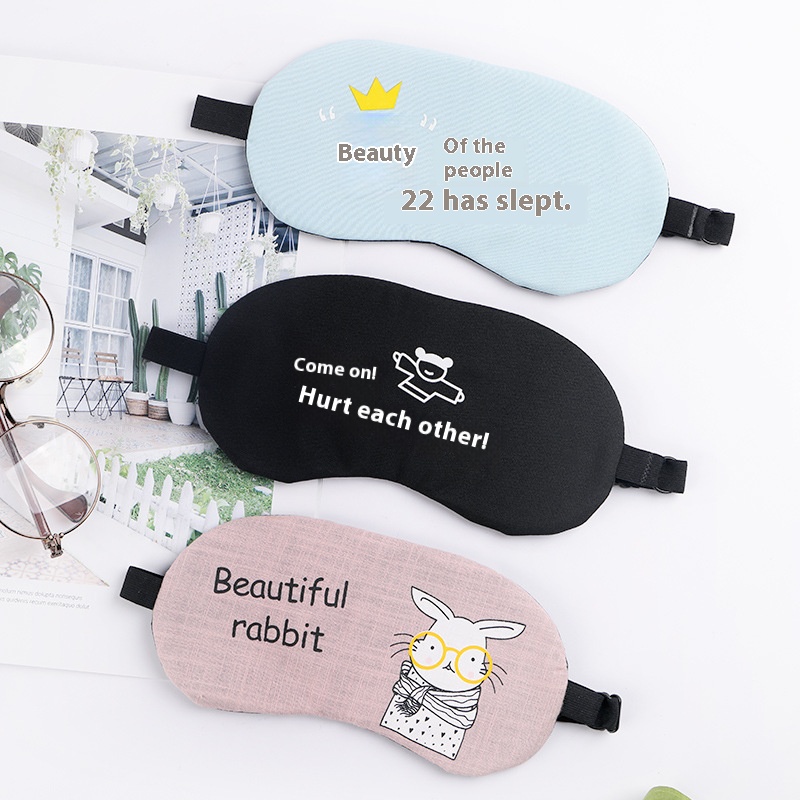 “ ”
Beauty Of the
people
22 has slept.
Come on!
Hurt each other!
Beautiful
rabbit